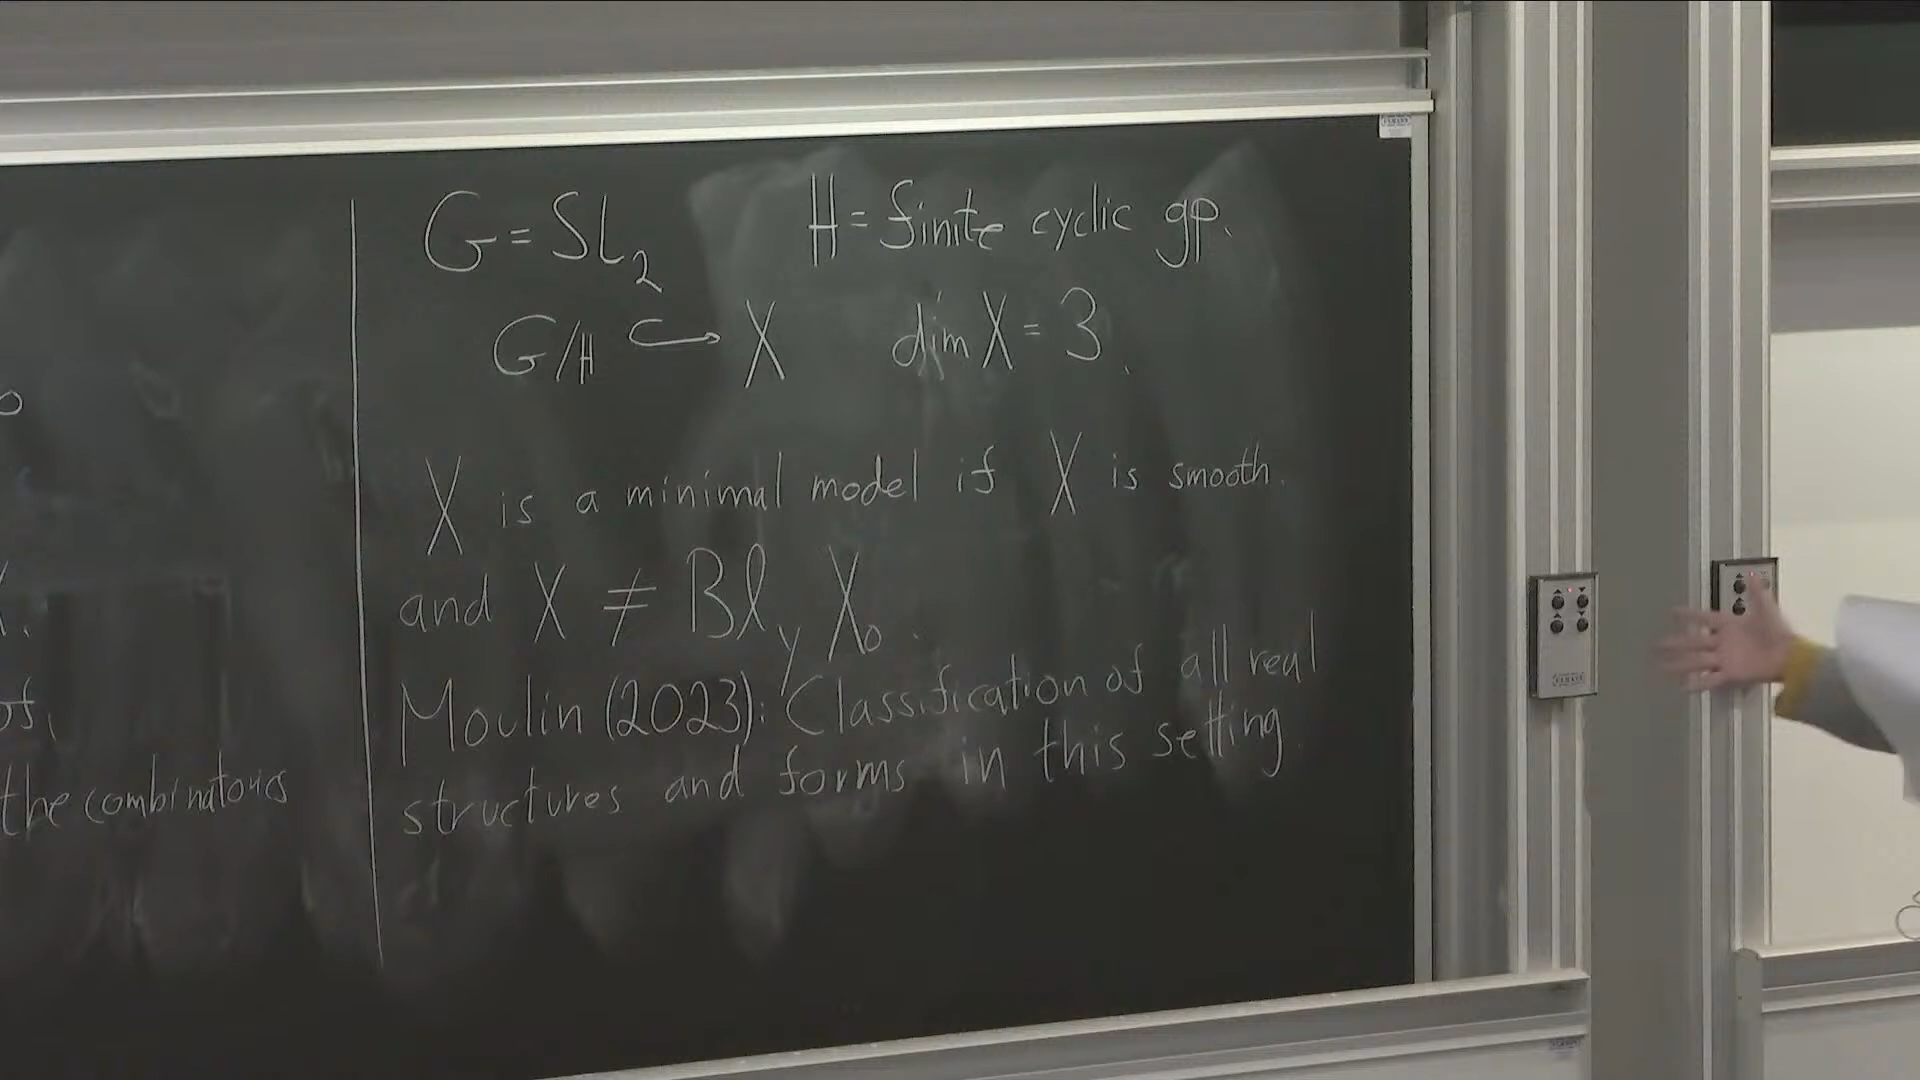 the combinatorics
G = SL₂ H = finite cyclic gp.
G/H ↪ X dim X = 3.
X is a minimal model if X is smooth.
and X ≠ Bl_y X₀.
Moulin (2023): Classification of all real
structures and forms in this setting.